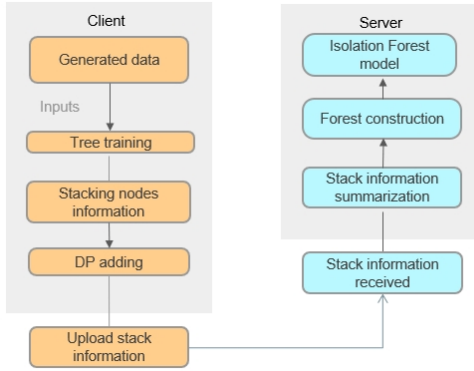 Client
Generated data
Inputs
Tree training
Stacking nodes
information
DP adding
Upload stack
information
Server
Isolation Forest
model
Forest construction
Stack information
summarization
Stack information
received